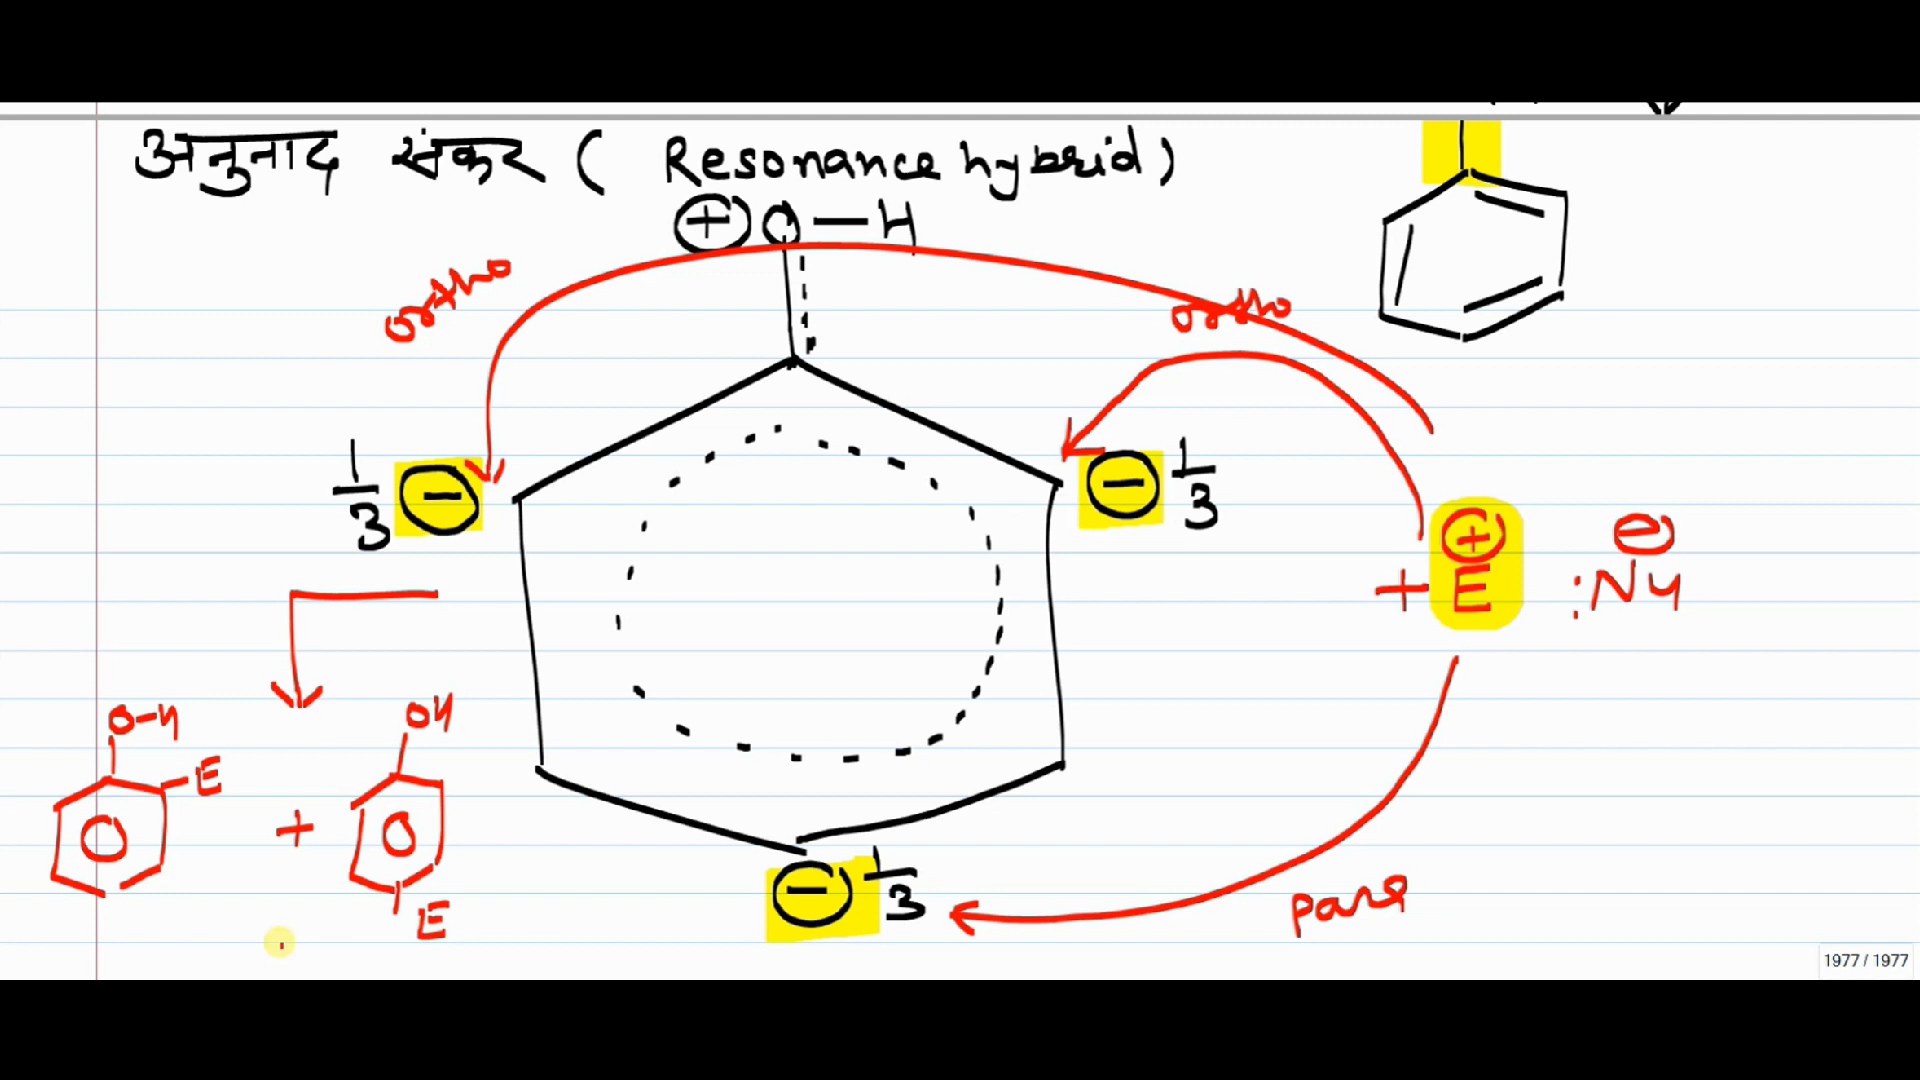 अनुनाद संकर ( Resonance hybrid )
⊕ O — H
ortho
ortho
1/3 ⊖
⊖ 1/3
⊕
+ E
⊖
:Nu
O-H
OH
E
+
E
⊖ 1/3
para
1977 / 1977